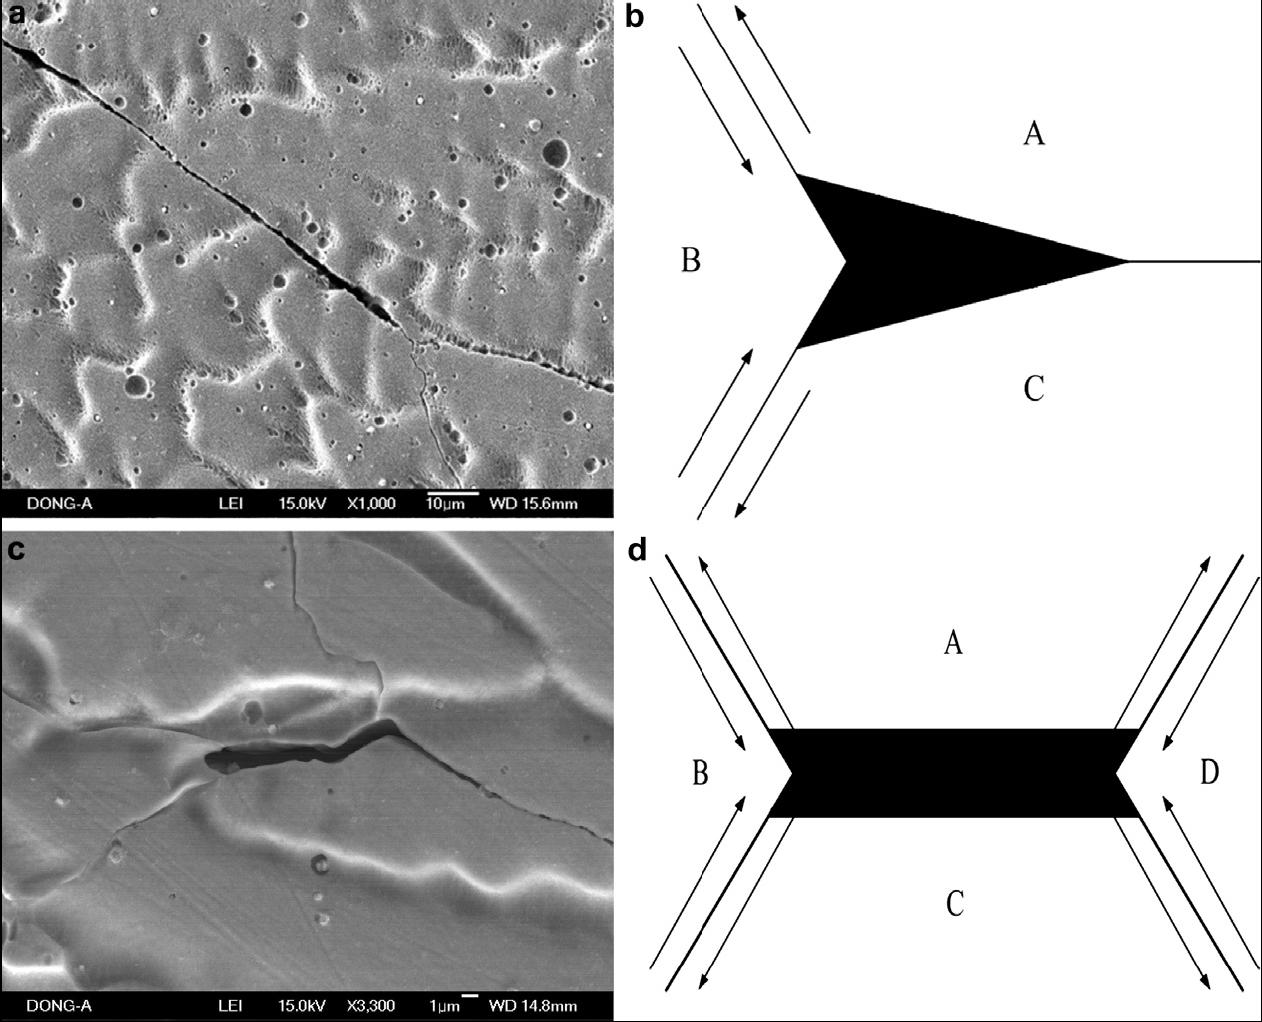 a
DONG-A LEI 15.0kV X1,000 10μm WD 15.6mm
b
A
B
C
c
DONG-A LEI 15.0kV X3,300 1μm WD 14.8mm
d
A
B
D
C